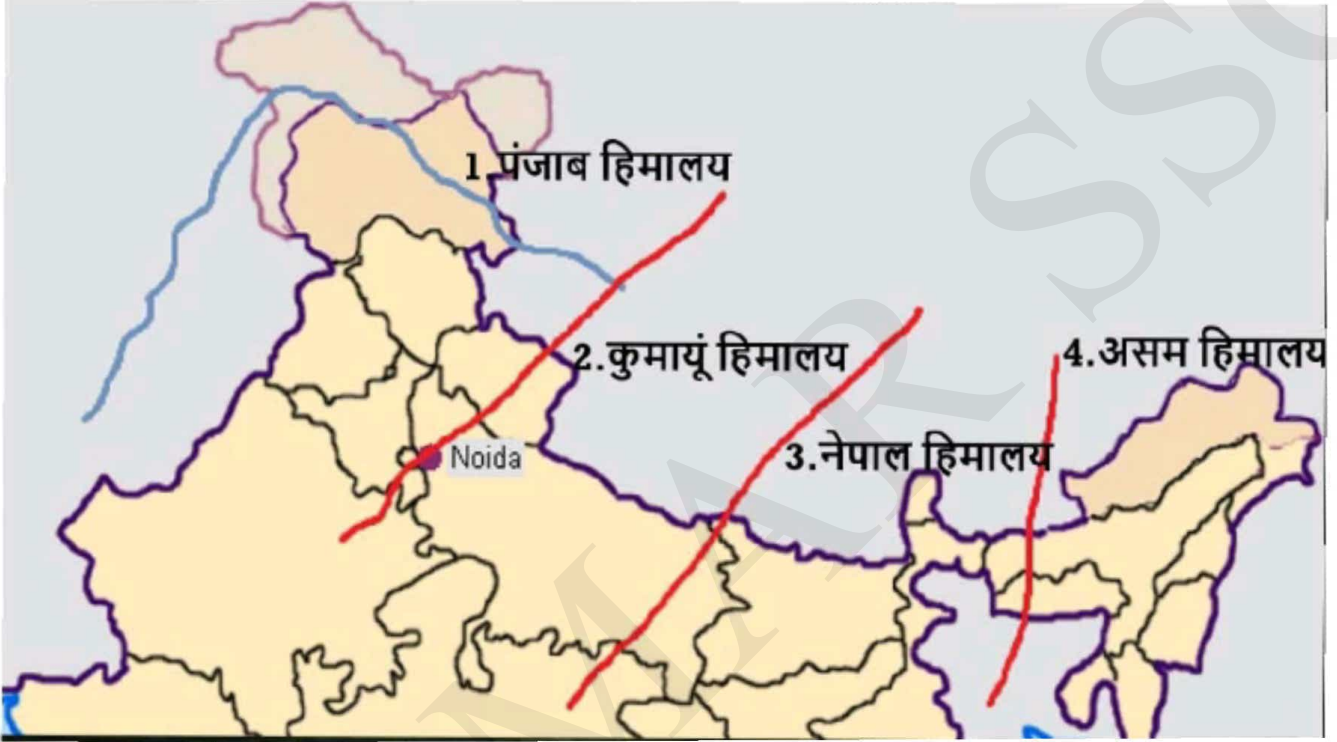 1.पंजाब हिमालय
2.कुमायूं हिमालय
4.असम हिमालय
3.नेपाल हिमालय
Noida